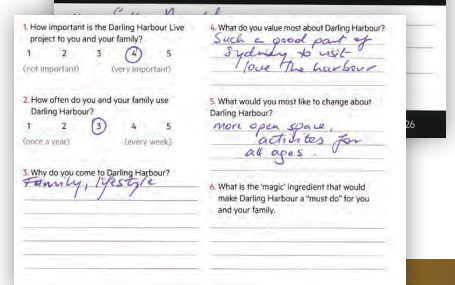 1. How important is the Darling Harbour Live
project to you and your family?
1 2 3 4 5
(not important) (very important)
2. How often do you and your family use
Darling Harbour?
1 2 3 4 5
(once a year) (every week)
3. Why do you come to Darling Harbour?
Family, lifestyle
4. What do you value most about Darling Harbour?
Such a good part of
Sydney to visit
love the harbour
5. What would you most like to change about
Darling Harbour?
more open space,
activites for
all ages.
6. What is the 'magic' ingredient that would
make Darling Harbour a "must do" for you
and your family.
26